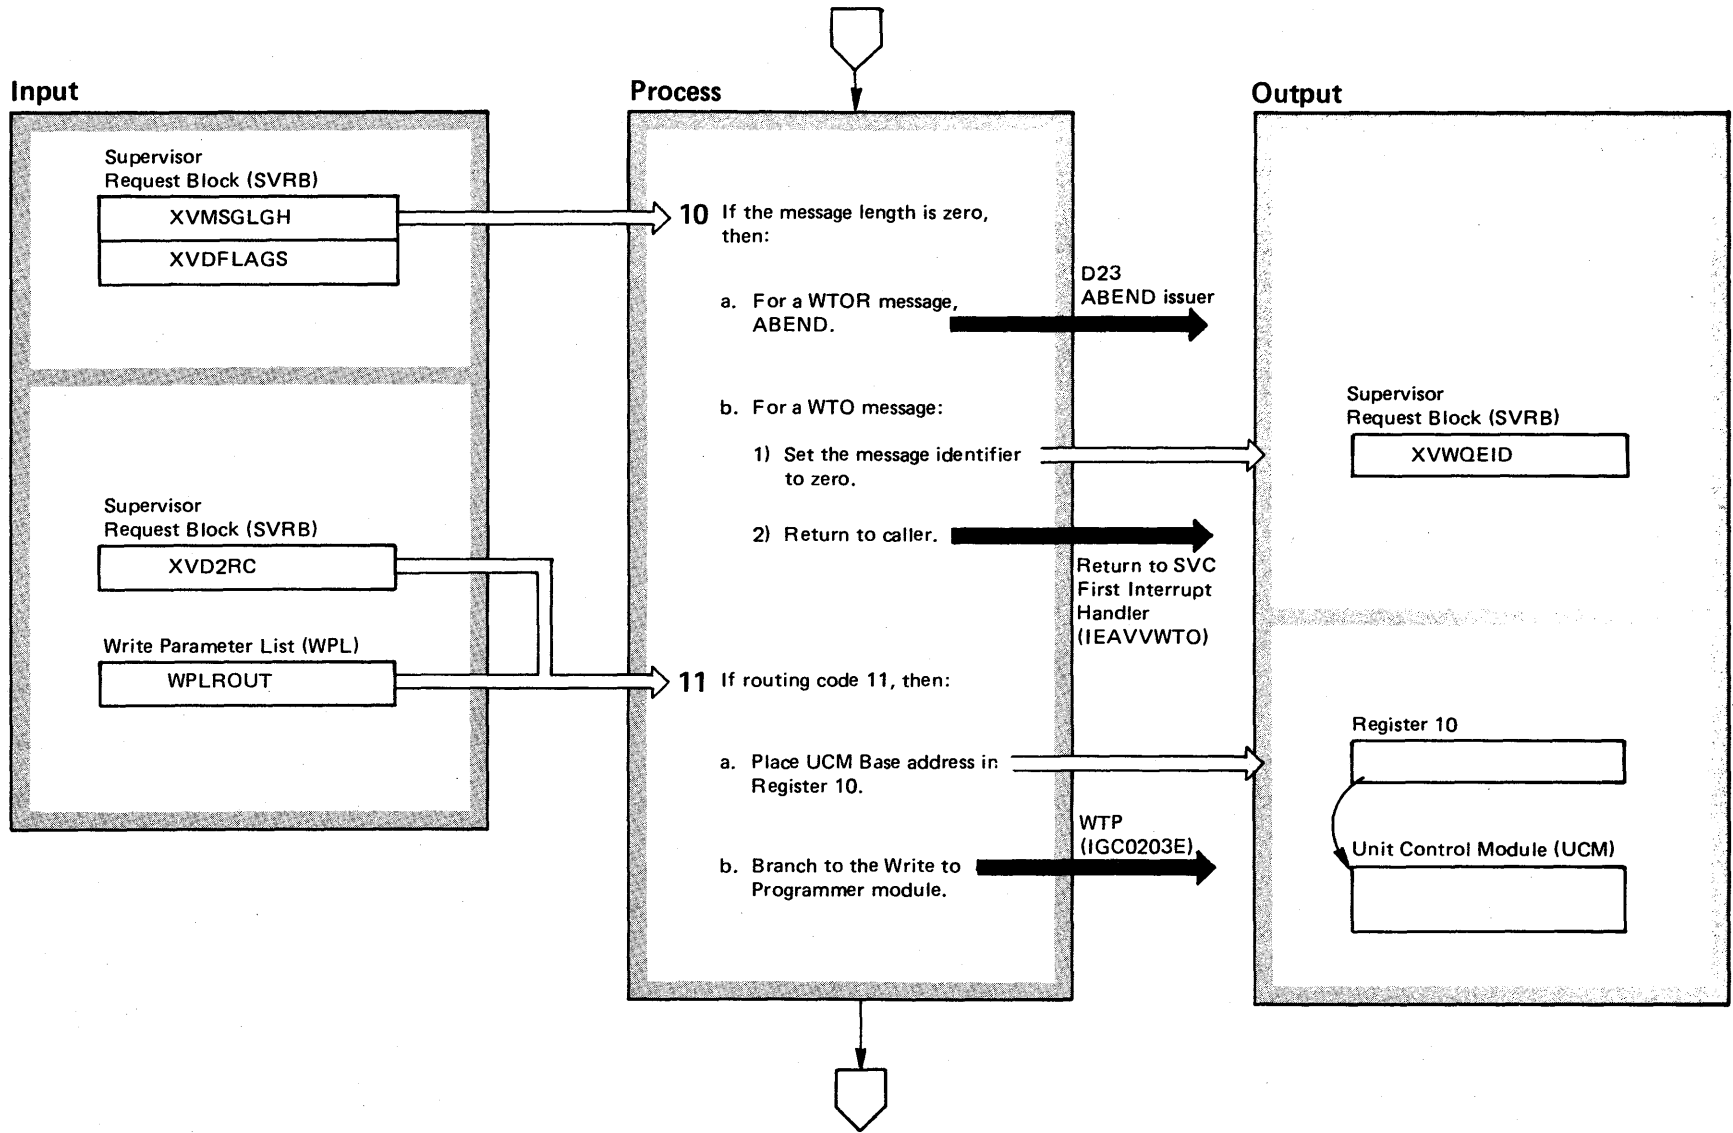 Input
Supervisor
Request Block (SVRB)
XVMSGLGH
XVDFLAGS
Supervisor
Request Block (SVRB)
XVD2RC
Write Parameter List (WPL)
WPLROUT
Process
10 If the message length is zero,
then:
a. For a WTOR message,
ABEND.
D23
ABEND issuer
b. For a WTO message:
1) Set the message identifier
to zero.
2) Return to caller.
Return to SVC
First Interrupt
Handler
(IEAVVWTO)
11 If routing code 11, then:
a. Place UCM Base address in
Register 10.
b. Branch to the Write to
Programmer module.
WTP
(IGC0203E)
Output
Supervisor
Request Block (SVRB)
XVWQEID
Register 10
Unit Control Module (UCM)